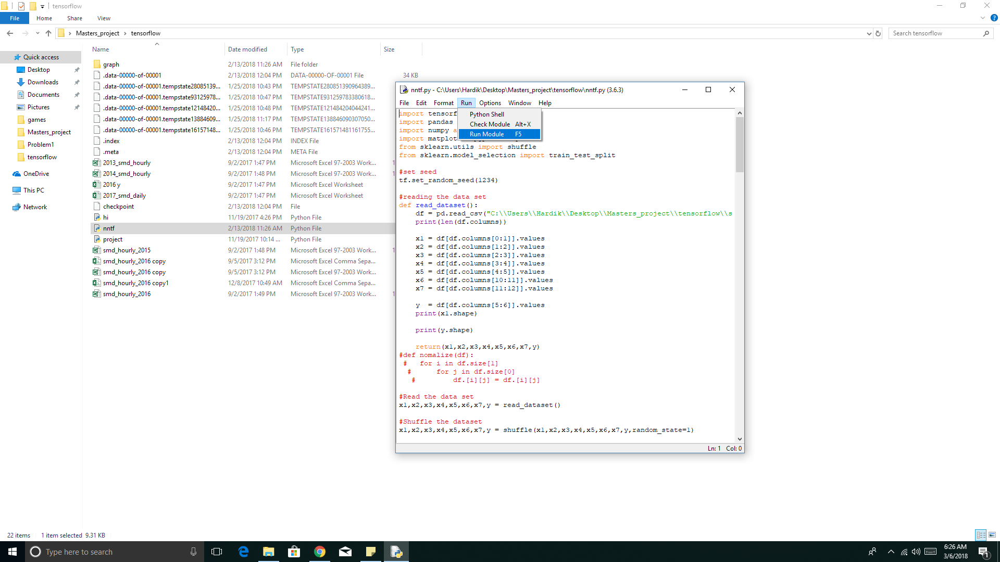 tensorflow
File Home Share View
Masters_project › tensorflow
Search tensorflow
Name Date modified Type Size
Quick access
Desktop
Downloads
Documents
Pictures
games
Masters_project
Problem1
tensorflow
OneDrive
This PC
Network
graph 2/13/2018 11:26 AM File folder
.data-00000-of-00001 2/13/2018 12:04 PM DATA-00000-OF-00001 File 34 KB
.data-00000-of-00001.tempstate28085139... 1/25/2018 10:43 PM TEMPSTATE280851390964389...
.data-00000-of-00001.tempstate93125978... 1/25/2018 10:47 PM TEMPSTATE931259783380618...
.data-00000-of-00001.tempstate12148420... 1/25/2018 10:48 PM TEMPSTATE121484204044241...
.data-00000-of-00001.tempstate13884609... 1/25/2018 11:17 PM TEMPSTATE138846090307050...
.data-00000-of-00001.tempstate16157148... 1/25/2018 10:46 PM TEMPSTATE161571481161755...
.index 2/13/2018 12:04 PM INDEX File
.meta 2/13/2018 12:04 PM META File
2013_smd_hourly 9/2/2017 1:47 PM Microsoft Excel 97-2003 Work... 1
2014_smd_hourly 9/2/2017 1:48 PM Microsoft Excel 97-2003 Work... 1
2016 y 9/2/2017 1:47 PM Microsoft Excel Worksheet
2017_smd_daily 9/2/2017 1:47 PM Microsoft Excel Worksheet
checkpoint 2/13/2018 12:04 PM File
hi 11/19/2017 4:26 PM Python File
nntf 2/13/2018 11:26 AM Python File
project 11/19/2017 10:14 ... Python File
smd_hourly_2015 9/2/2017 1:48 PM Microsoft Excel 97-2003 Work... 1
smd_hourly_2016 copy 9/5/2017 3:12 PM Microsoft Excel Comma Sepa...
smd_hourly_2016 copy 9/5/2017 3:12 PM Microsoft Excel 97-2003 Work...
smd_hourly_2016 copy1 12/8/2017 10:49 AM Microsoft Excel Comma Sepa...
smd_hourly_2016 9/2/2017 1:49 PM Microsoft Excel 97-2003 Work... 1
nntf.py - C:\Users\Hardik\Desktop\Masters_project\tensorflow\nntf.py (3.6.3)
File Edit Format Run Options Window Help
Python Shell
Check Module Alt+X
Run Module F5
import tensorf
import pandas
import numpy a
import matplot
from sklearn.utils import shuffle
from sklearn.model_selection import train_test_split
#set seed
tf.set_random_seed(1234)
#reading the data set
def read_dataset():
    df = pd.read_csv("C:\\Users\\Hardik\\Desktop\\Masters_project\\tensorflow\\s
    print(len(df.columns))
    x1 = df[df.columns[0:1]].values
    x2 = df[df.columns[1:2]].values
    x3 = df[df.columns[2:3]].values
    x4 = df[df.columns[3:4]].values
    x5 = df[df.columns[4:5]].values
    x6 = df[df.columns[10:11]].values
    x7 = df[df.columns[11:12]].values
    y  = df[df.columns[5:6]].values
    print(x1.shape)
    print(y.shape)
    return(x1,x2,x3,x4,x5,x6,x7,y)
#def nomalize(df):
 #   for i in df.size[1]
  #      for j in df.size[0]
   #         df.[i][j] = df.[i][j]
#Read the data set
x1,x2,x3,x4,x5,x6,x7,y = read_dataset()
#Shuffle the dataset
x1,x2,x3,x4,x5,x6,x7,y = shuffle(x1,x2,x3,x4,x5,x6,x7,y,random_state=1)
Ln: 1 Col: 0
22 items 1 item selected 9.31 KB
Type here to search
6:26 AM
3/6/2018
1